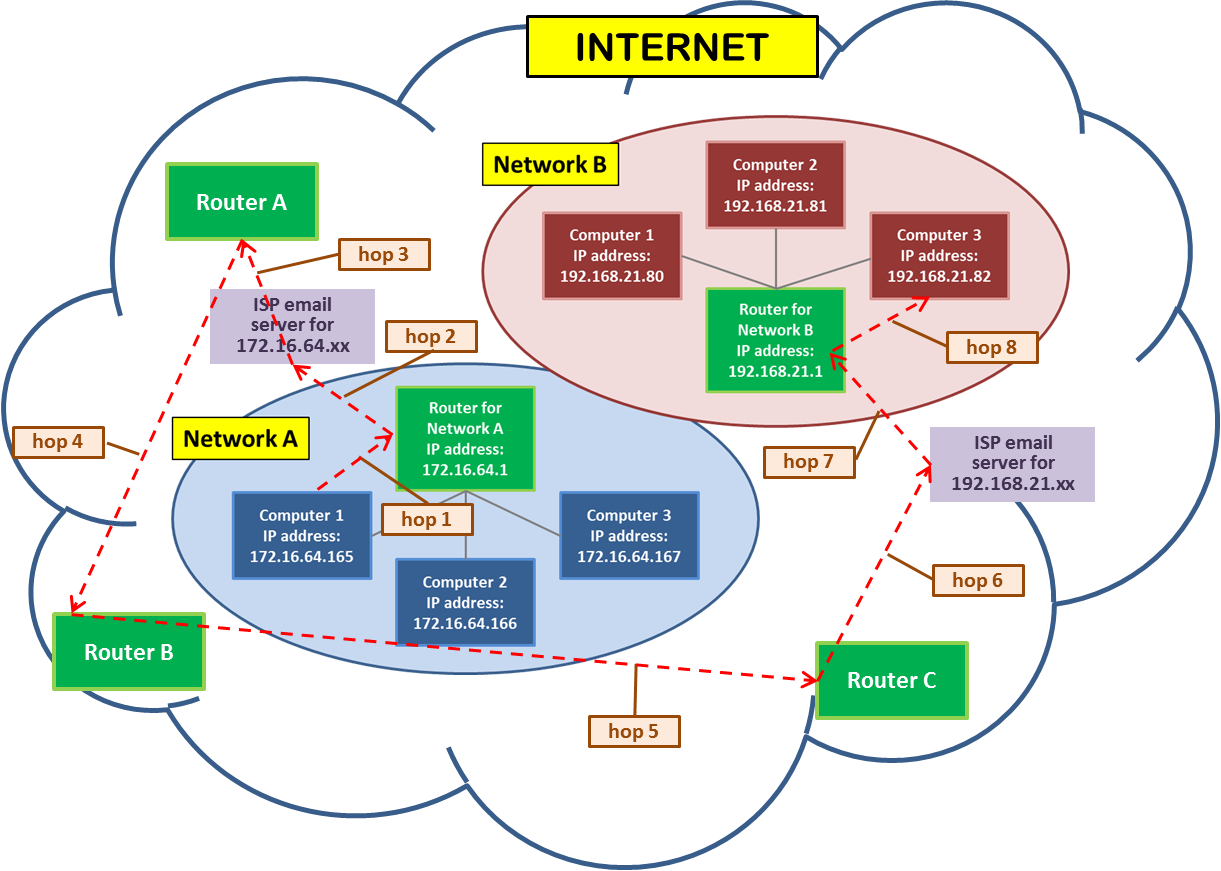 INTERNET
Network B
Computer 2
IP address:
192.168.21.81
Router A
Computer 1
IP address:
192.168.21.80
Computer 3
IP address:
192.168.21.82
hop 3
ISP email
server for
172.16.64.xx
Router for
Network B
IP address:
192.168.21.1
hop 2
hop 8
Network A
Router for
Network A
IP address:
172.16.64.1
hop 4
hop 7
ISP email
server for
192.168.21.xx
Computer 1
IP address:
172.16.64.165
hop 1
Computer 3
IP address:
172.16.64.167
Computer 2
IP address:
172.16.64.166
hop 6
Router B
Router C
hop 5